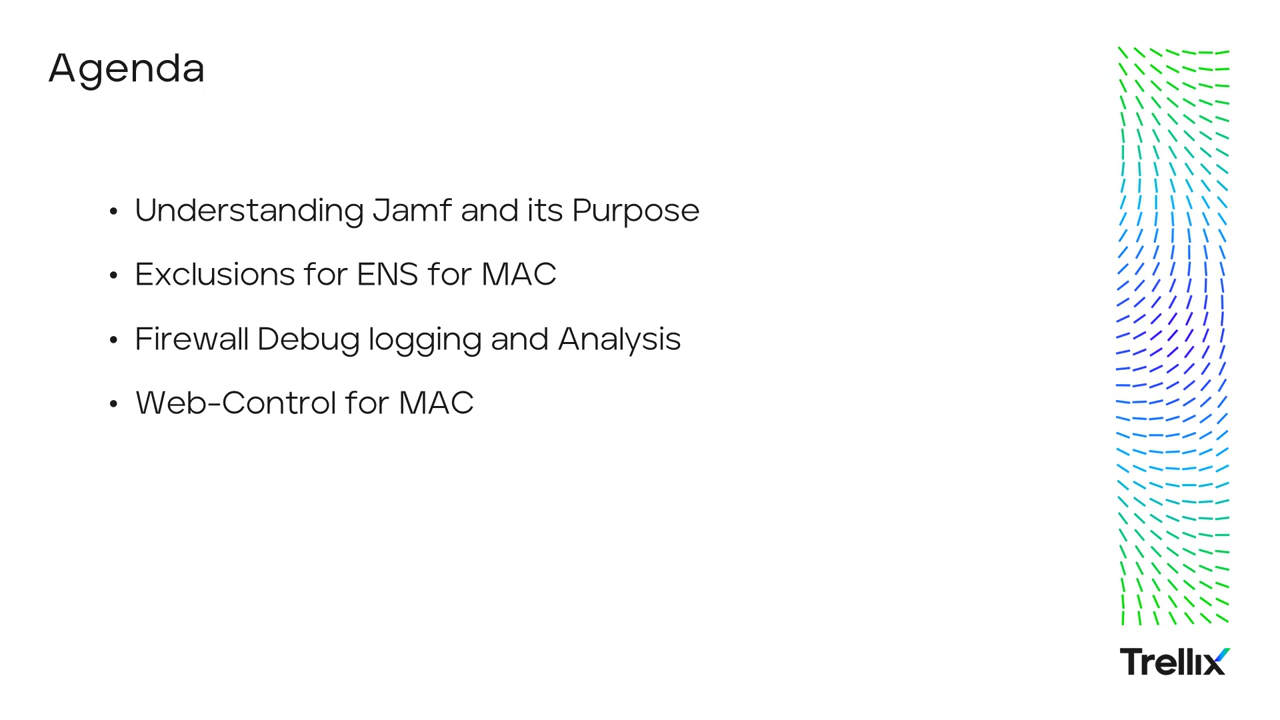 Agenda
• Understanding Jamf and its Purpose
• Exclusions for ENS for MAC
• Firewall Debug logging and Analysis
• Web-Control for MAC
Trellix